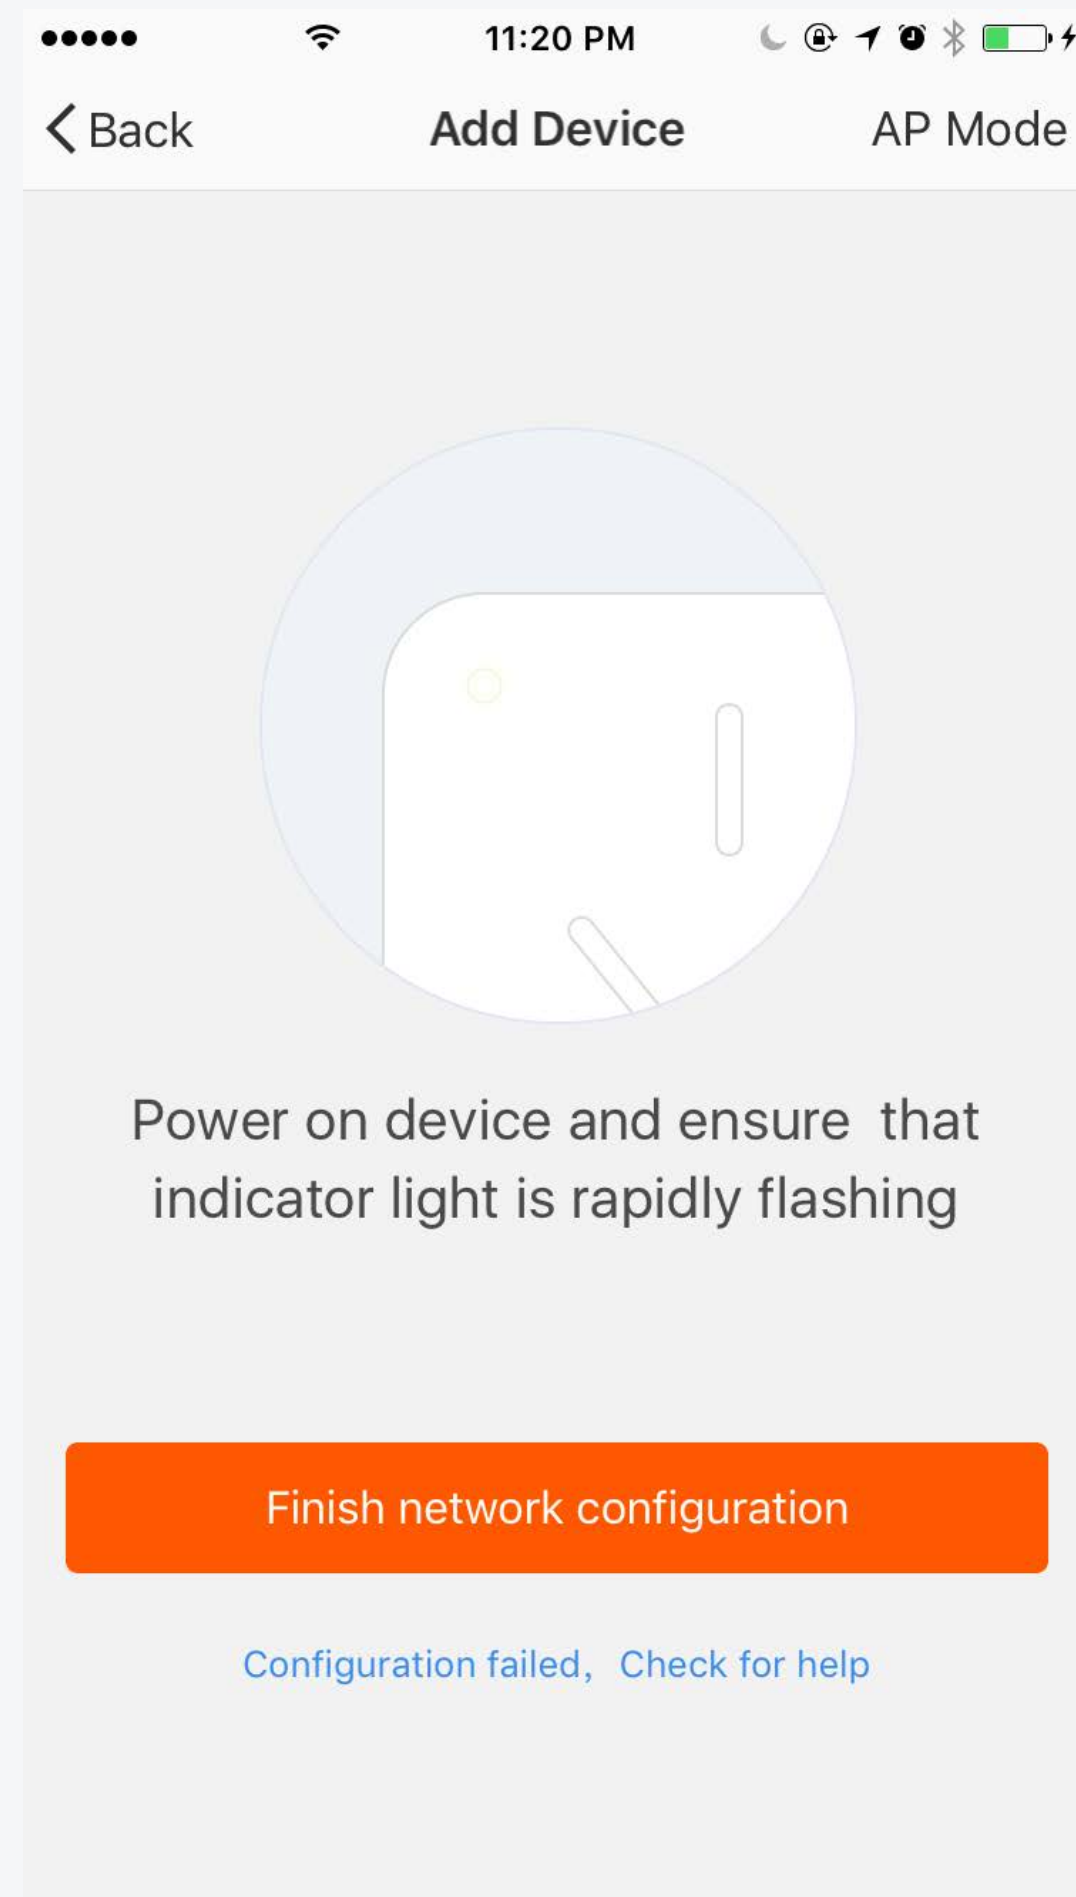 11:20 PM
Back
Add Device
AP Mode
Power on device and ensure  that
indicator light is rapidly flashing
Finish network configuration
Configuration failed，Check for help